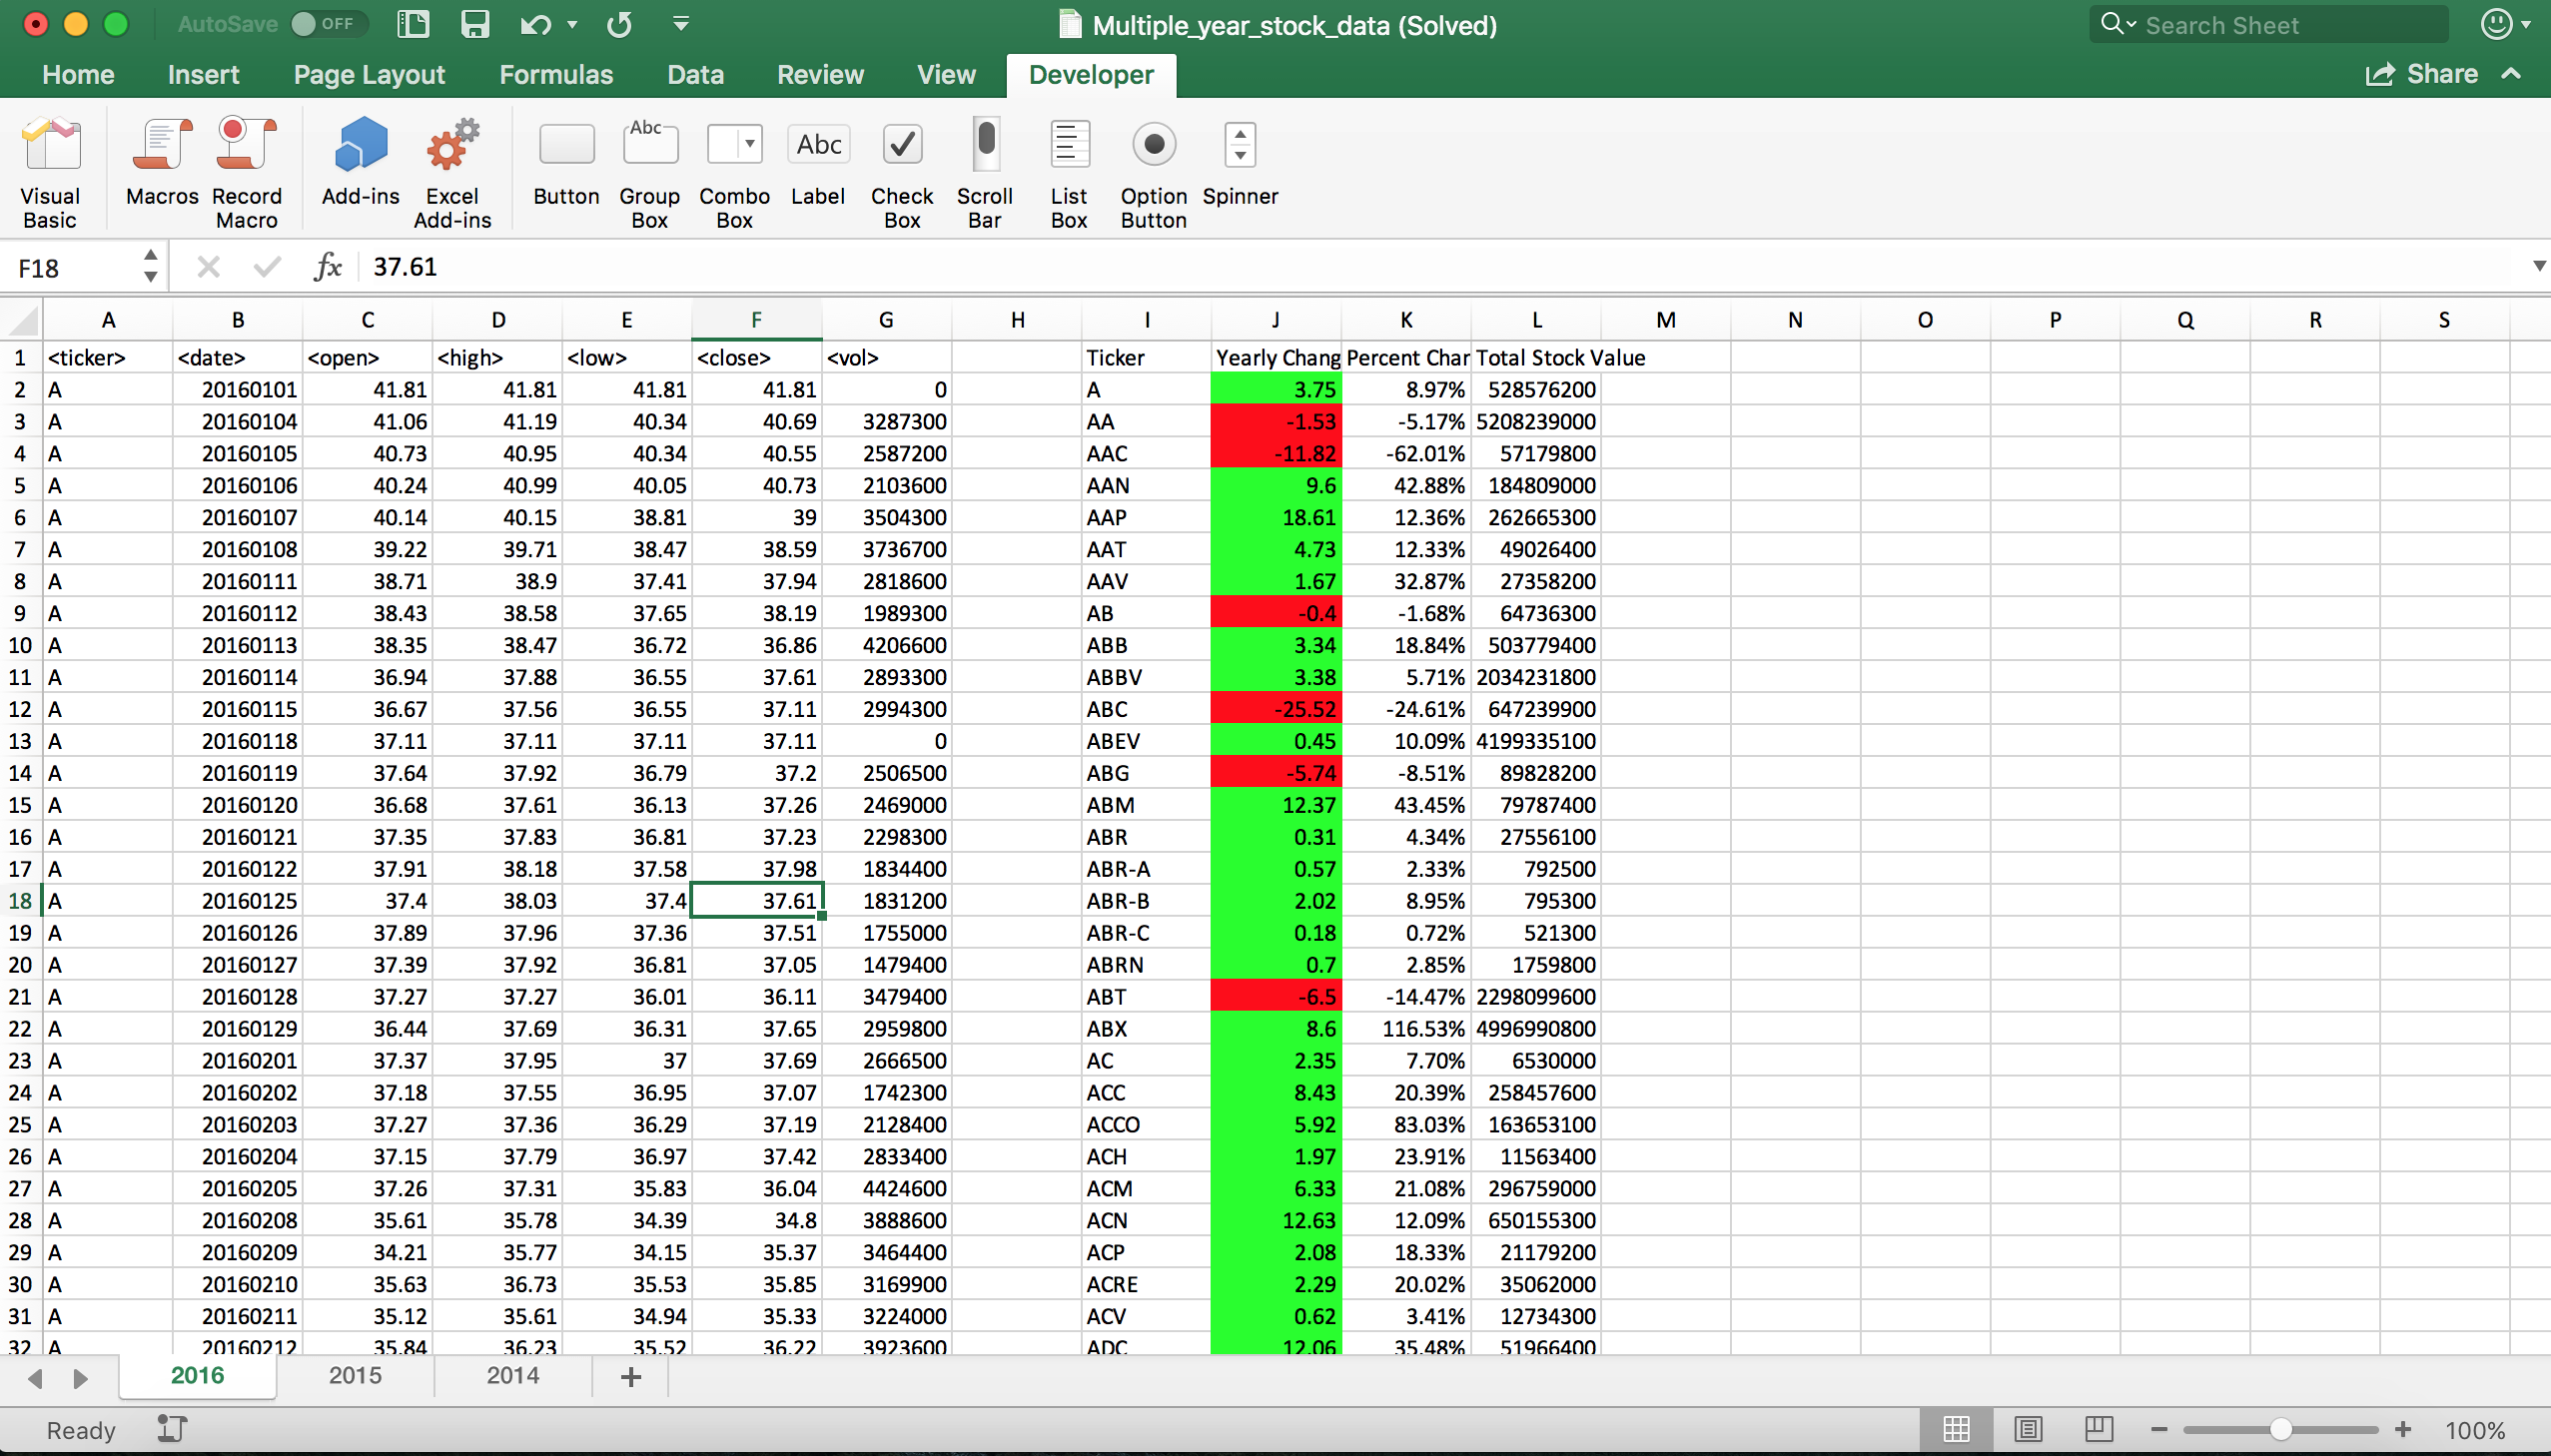 AutoSave OFF Multiple_year_stock_data (Solved) Search Sheet
Home Insert Page Layout Formulas Data Review View Developer Share
Visual Basic Macros Record Macro Add-ins Excel Add-ins Abc Abc Button Group Box Combo Box Label Check Box Scroll Bar List Box Option Button Spinner
F18 fx 37.61
A B C D E F G H I J K L M N O P Q R S
1 <ticker> <date> <open> <high> <low> <close> <vol> Ticker Yearly Chang Percent Char Total Stock Value
2 A 20160101 41.81 41.81 41.81 41.81 0 A 3.75 8.97% 528576200
3 A 20160104 41.06 41.19 40.34 40.69 3287300 AA -1.53 -5.17% 5208239000
4 A 20160105 40.73 40.95 40.34 40.55 2587200 AAC -11.82 -62.01% 57179800
5 A 20160106 40.24 40.99 40.05 40.73 2103600 AAN 9.6 42.88% 184809000
6 A 20160107 40.14 40.15 38.81 39 3504300 AAP 18.61 12.36% 262665300
7 A 20160108 39.22 39.71 38.47 38.59 3736700 AAT 4.73 12.33% 49026400
8 A 20160111 38.71 38.9 37.41 37.94 2818600 AAV 1.67 32.87% 27358200
9 A 20160112 38.43 38.58 37.65 38.19 1989300 AB -0.4 -1.68% 64736300
10 A 20160113 38.35 38.47 36.72 36.86 4206600 ABB 3.34 18.84% 503779400
11 A 20160114 36.94 37.88 36.55 37.61 2893300 ABBV 3.38 5.71% 2034231800
12 A 20160115 36.67 37.56 36.55 37.11 2994300 ABC -25.52 -24.61% 647239900
13 A 20160118 37.11 37.11 37.11 37.11 0 ABEV 0.45 10.09% 4199335100
14 A 20160119 37.64 37.92 36.79 37.2 2506500 ABG -5.74 -8.51% 89828200
15 A 20160120 36.68 37.61 36.13 37.26 2469000 ABM 12.37 43.45% 79787400
16 A 20160121 37.35 37.83 36.81 37.23 2298300 ABR 0.31 4.34% 27556100
17 A 20160122 37.91 38.18 37.58 37.98 1834400 ABR-A 0.57 2.33% 792500
18 A 20160125 37.4 38.03 37.4 37.61 1831200 ABR-B 2.02 8.95% 795300
19 A 20160126 37.89 37.96 37.36 37.51 1755000 ABR-C 0.18 0.72% 521300
20 A 20160127 37.39 37.92 36.81 37.05 1479400 ABRN 0.7 2.85% 1759800
21 A 20160128 37.27 37.27 36.01 36.11 3479400 ABT -6.5 -14.47% 2298099600
22 A 20160129 36.44 37.69 36.31 37.65 2959800 ABX 8.6 116.53% 4996990800
23 A 20160201 37.37 37.95 37 37.69 2666500 AC 2.35 7.70% 6530000
24 A 20160202 37.18 37.55 36.95 37.07 1742300 ACC 8.43 20.39% 258457600
25 A 20160203 37.27 37.36 36.29 37.19 2128400 ACCO 5.92 83.03% 163653100
26 A 20160204 37.15 37.79 36.97 37.42 2833400 ACH 1.97 23.91% 11563400
27 A 20160205 37.26 37.31 35.83 36.04 4424600 ACM 6.33 21.08% 296759000
28 A 20160208 35.61 35.78 34.39 34.8 3888600 ACN 12.63 12.09% 650155300
29 A 20160209 34.21 35.77 34.15 35.37 3464400 ACP 2.08 18.33% 21179200
30 A 20160210 35.63 36.73 35.53 35.85 3169900 ACRE 2.29 20.02% 35062000
31 A 20160211 35.12 35.61 34.94 35.33 3224000 ACV 0.62 3.41% 12734300
32 A 20160212 35.84 36.23 35.52 36.22 3923600 ADC 12.06 35.48% 51966400
2016 2015 2014 +
Ready 100%